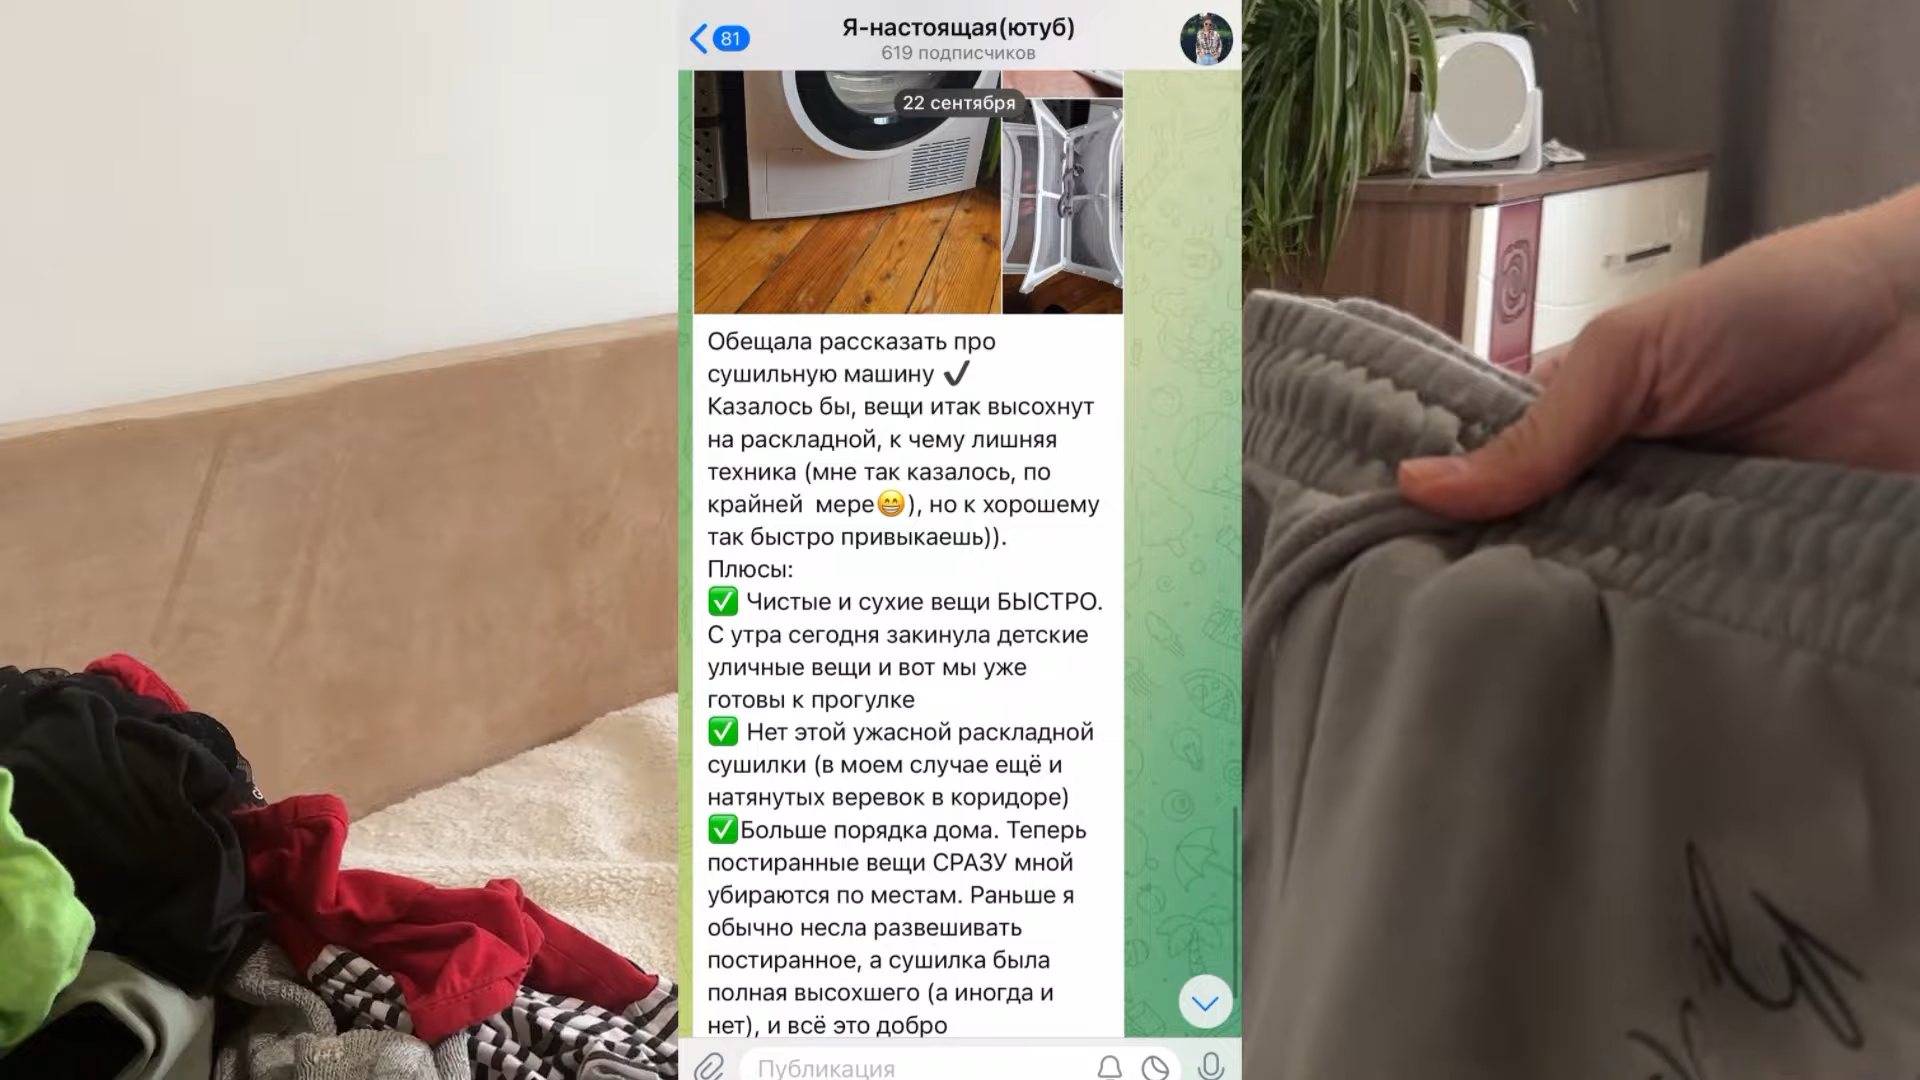 81
Я-настоящая(ютуб)
619 подписчиков
22 сентября
Обещала рассказать про
сушильную машину ✔
Казалось бы, вещи итак высохнут
на раскладной, к чему лишняя
техника (мне так казалось, по
крайней мере😁), но к хорошему
так быстро привыкаешь)).
Плюсы:
✅ Чистые и сухие вещи БЫСТРО.
С утра сегодня закинула детские
уличные вещи и вот мы уже
готовы к прогулке
✅ Нет этой ужасной раскладной
сушилки (в моем случае ещё и
натянутых веревок в коридоре)
✅Больше порядка дома. Теперь
постиранные вещи СРАЗУ мной
убираются по местам. Раньше я
обычно несла развешивать
постиранное, а сушилка была
полная высохшего (а иногда и
нет), и всё это добро
Публикация